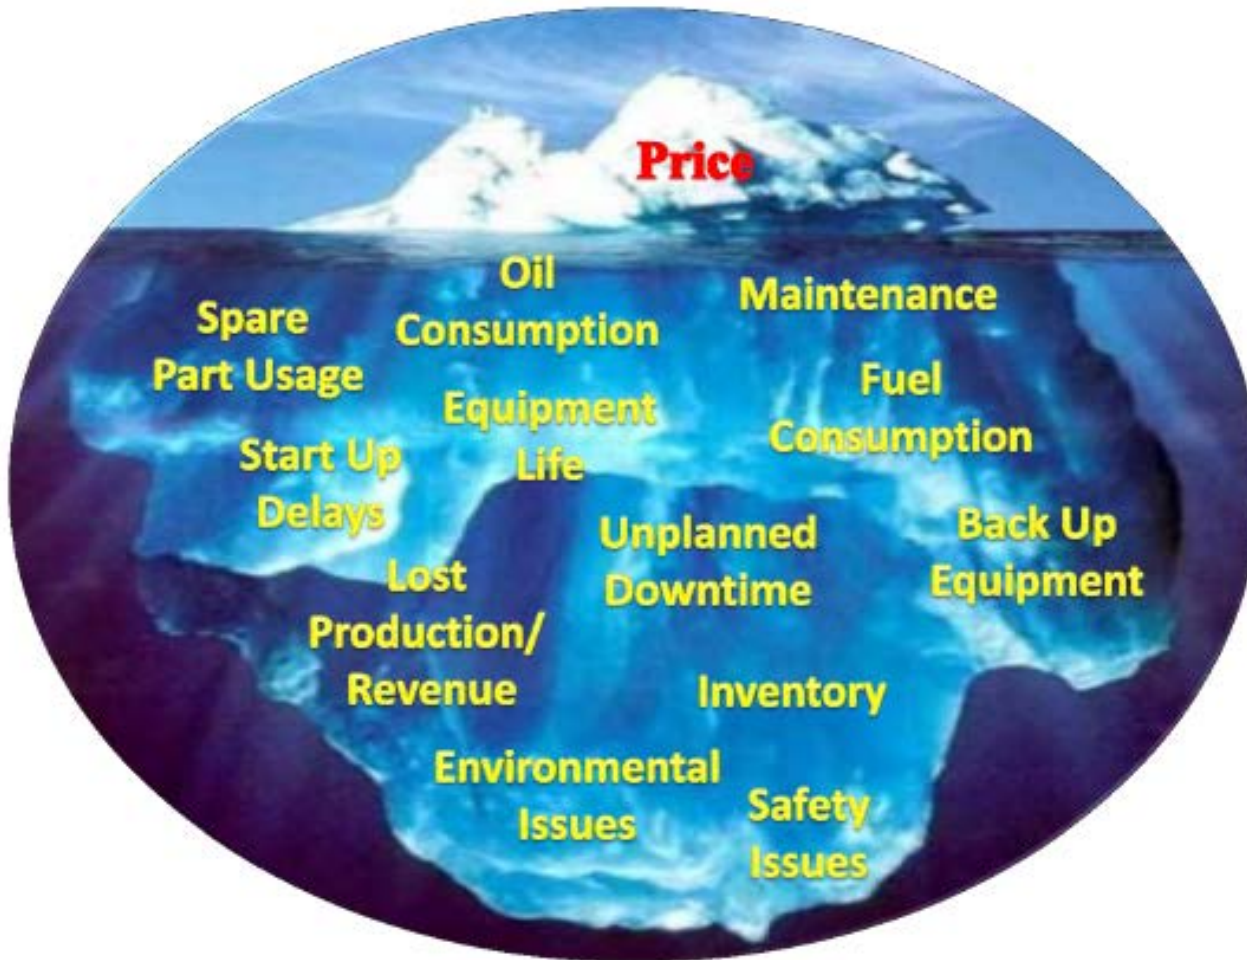 Price
Oil
Consumption
Maintenance
Spare
Part Usage
Fuel
Consumption
Equipment
Life
Start Up
Delays
Unplanned
Downtime
Back Up
Equipment
Lost
Production/
Revenue
Inventory
Environmental
Issues
Safety
Issues